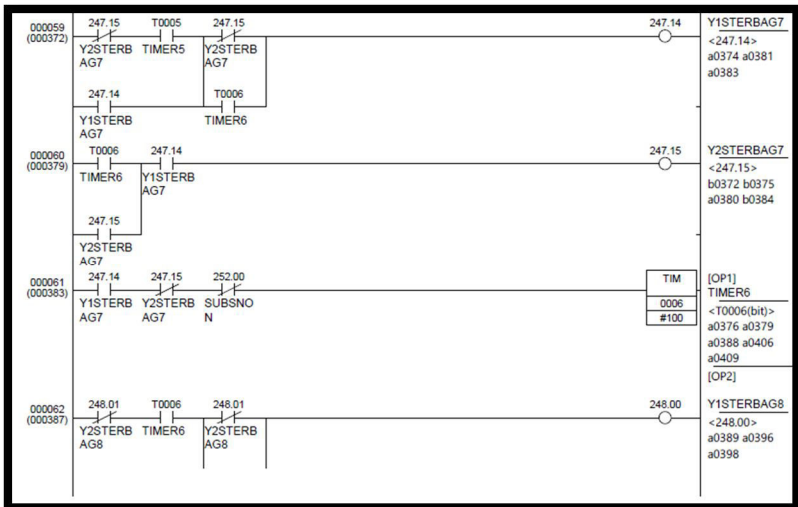 000059
(000372)
247.15 T0005 247.15 247.14
Y2STERB AG7 TIMER5 Y2STERB AG7
Y1STERBAG7
<247.14>
a0374 a0381
a0383
247.14 T0006
Y1STERB AG7 TIMER6
000060
(000379)
T0006 247.14 247.15
TIMER6 Y1STERB AG7
Y2STERBAG7
<247.15>
b0372 b0375
a0380 b0384
247.15
Y2STERB
AG7
000061
(000383)
247.14 247.15 252.00
Y1STERB AG7 Y2STERB AG7 SUBSNO N
TIM
0006
#100
[OP1]
TIMER6
<T0006(bit)>
a0376 a0379
a0388 a0406
a0409
[OP2]
000062
(000387)
248.01 T0006 248.01 248.00
Y2STERB AG8 TIMER6 Y2STERB AG8
Y1STERBAG8
<248.00>
a0389 a0396
a0398